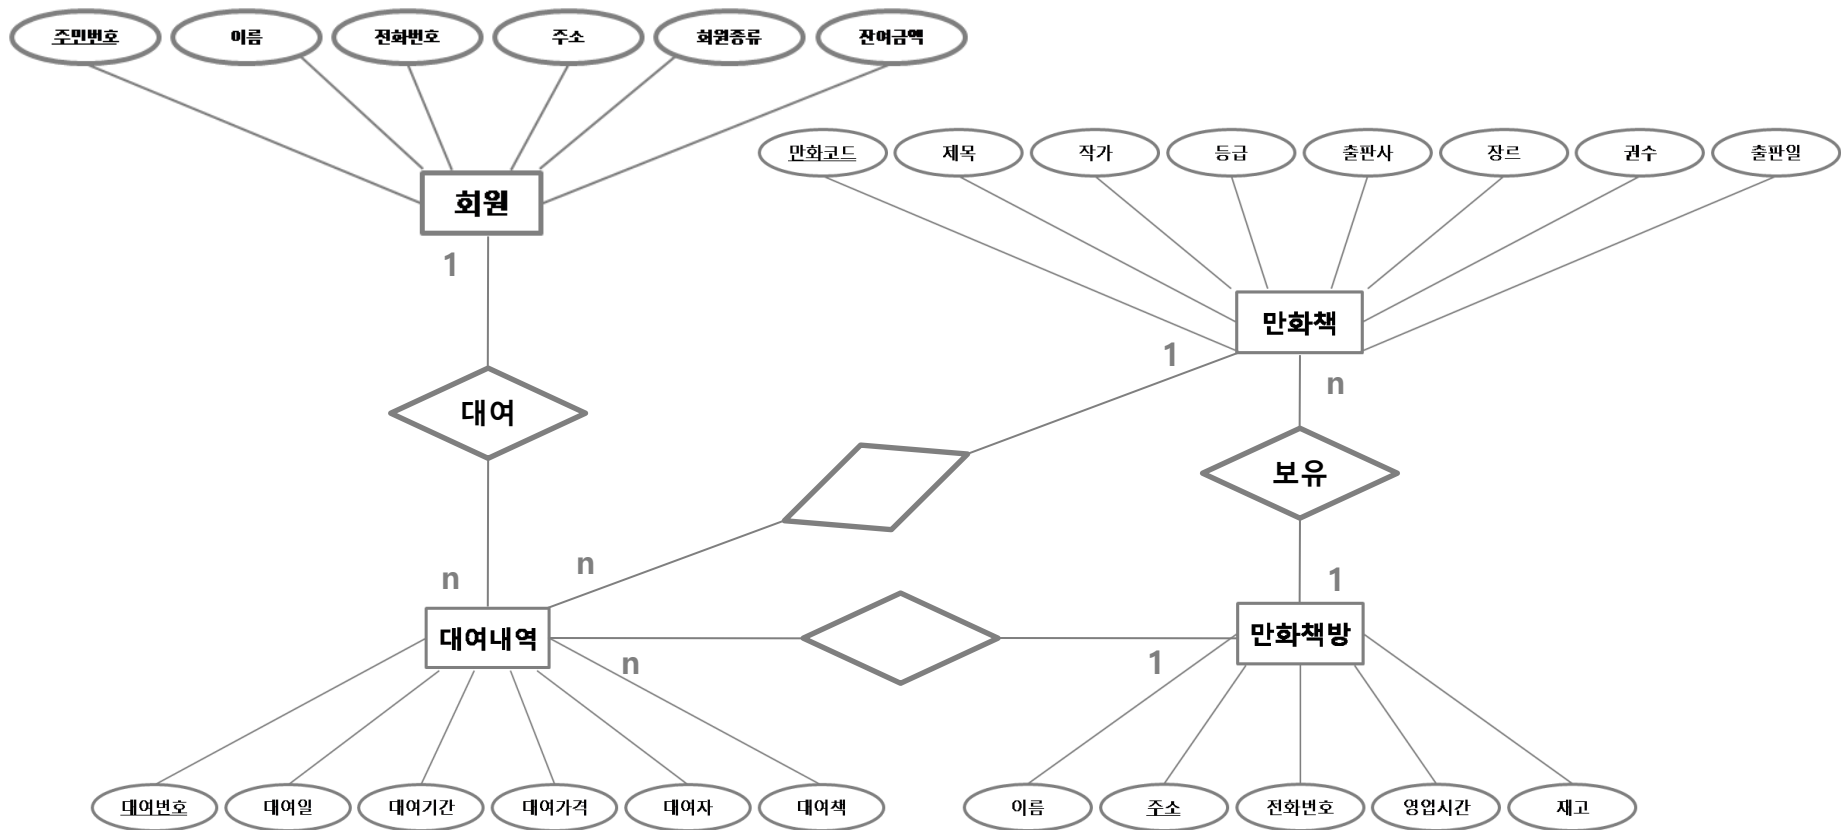 주민번호
이름
전화번호
주소
회원종류
잔여금액
만화코드
제목
작가
등급
출판사
장르
권수
출판일
회원
1
만화책
1
n
대여
보유
n
n
1
대여내역
만화책방
n
1
대여번호
대여일
대여기간
대여가격
대여자
대여책
이름
주소
전화번호
영업시간
재고